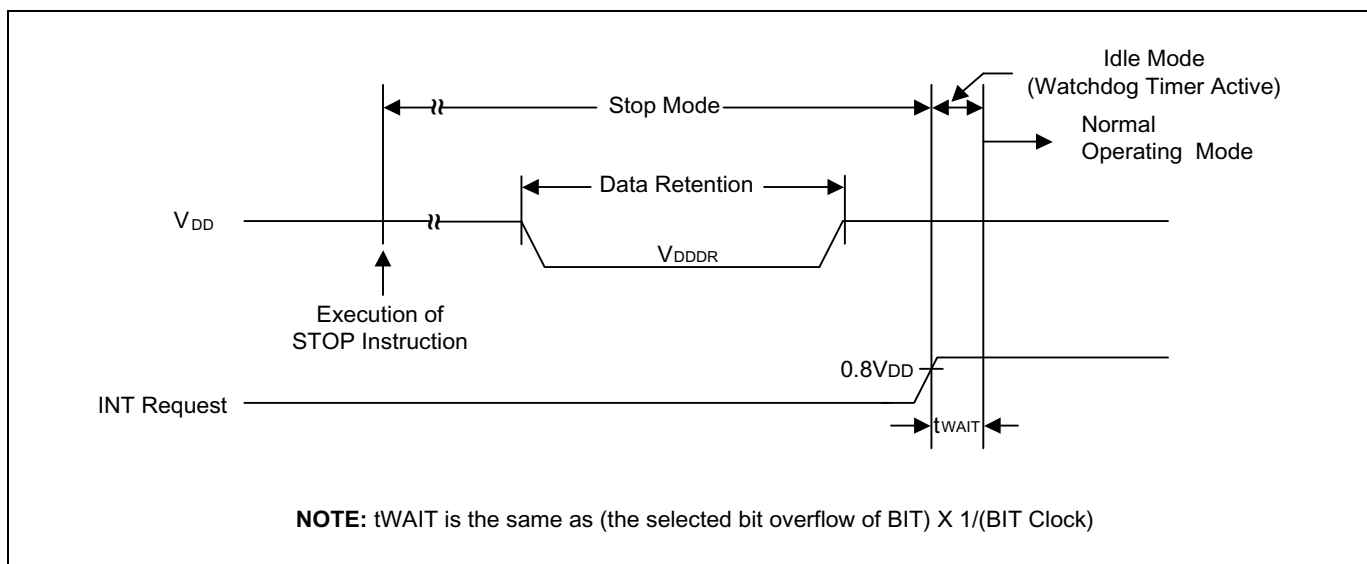 Idle Mode
(Watchdog Timer Active)
Stop Mode
Normal
Operating Mode
Data Retention
VDD
VDDDR
Execution of
STOP Instruction
0.8VDD
INT Request
tWAIT
NOTE: tWAIT is the same as (the selected bit overflow of BIT) X 1/(BIT Clock)